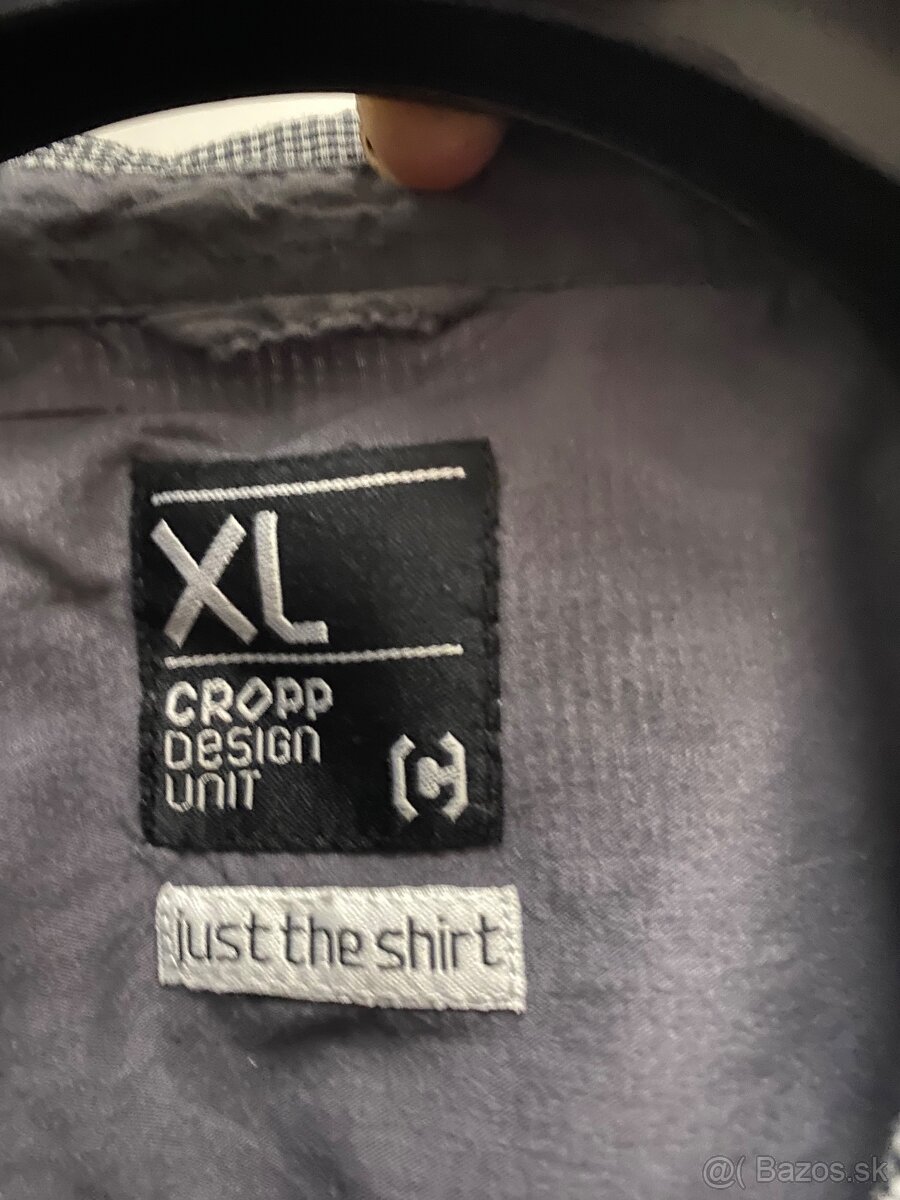 XL
CROPP
DESIGN
UNIT
[C]
just the shirt
@( Bazos.sk